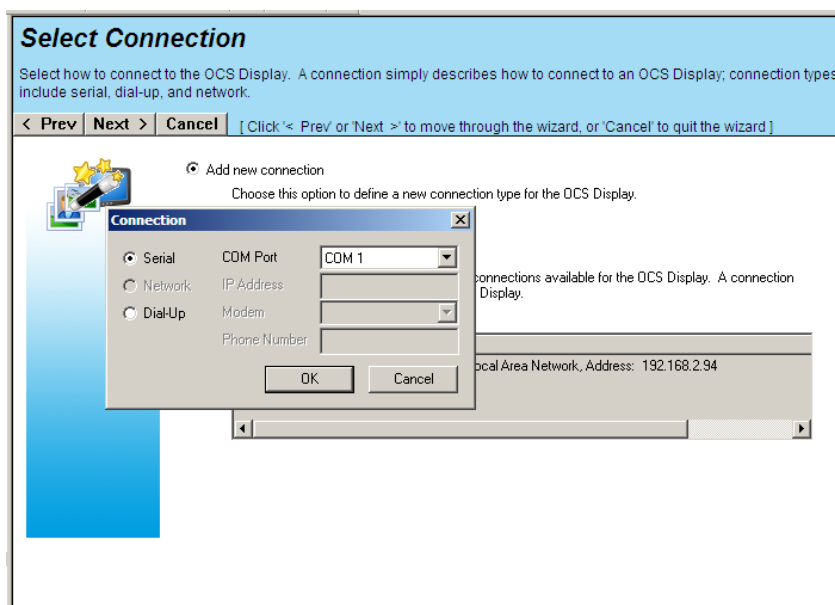 Select Connection
Select how to connect to the OCS Display. A connection simply describes how to connect to an OCS Display; connection types
include serial, dial-up, and network.
< Prev Next > Cancel [ Click '< Prev' or 'Next >' to move through the wizard, or 'Cancel' to quit the wizard ]
Add new connection
Choose this option to define a new connection type for the OCS Display.
Connection
Serial COM Port COM 1
Network IP Address
Dial-Up Modem
Phone Number
OK Cancel
connections available for the OCS Display. A connection
Display.
ocal Area Network, Address: 192.168.2.94